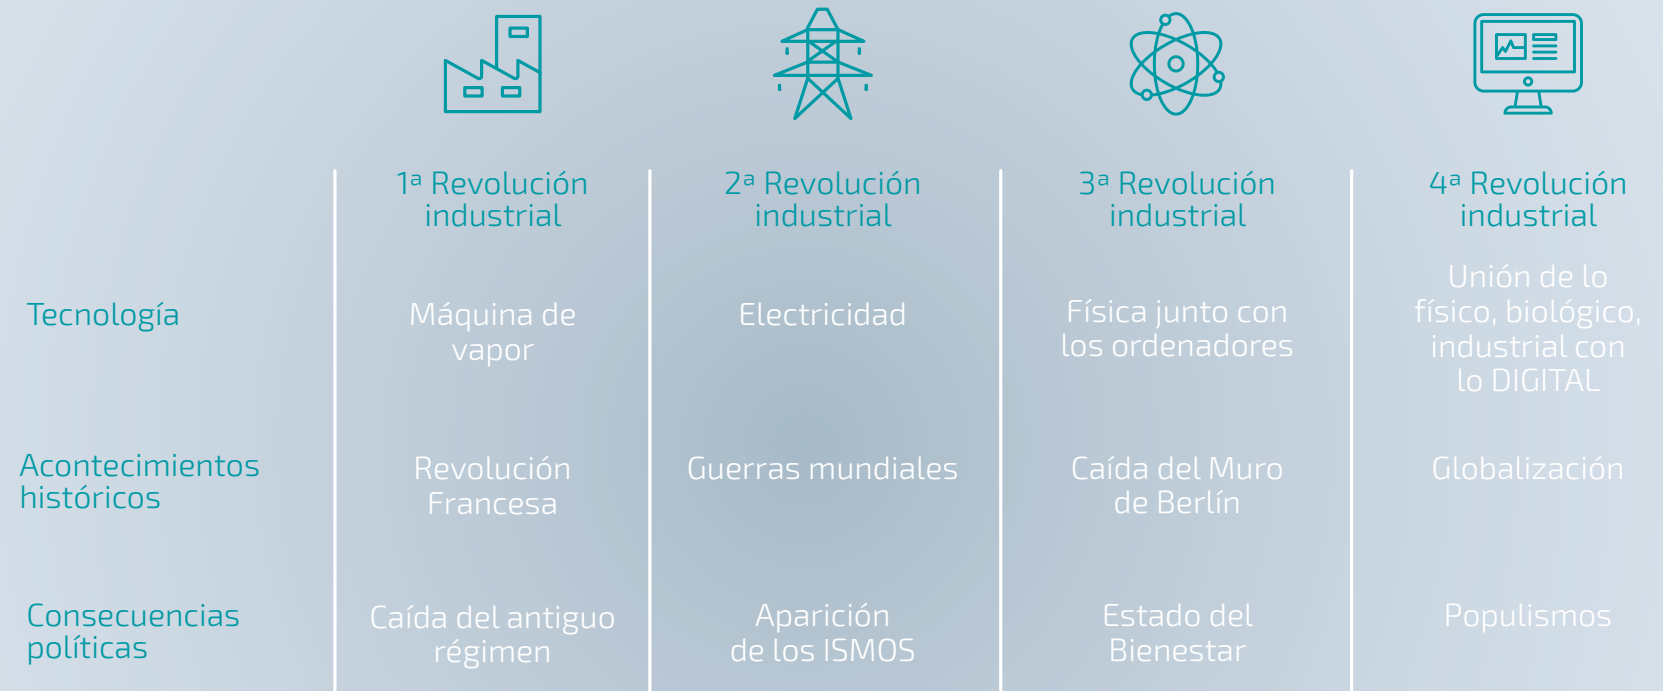 1ª Revolución
industrial
2ª Revolución
industrial
3ª Revolución
industrial
4ª Revolución
industrial
Tecnología
Máquina de
vapor
Electricidad
Física junto con
los ordenadores
Unión de lo
físico, biológico,
industrial con
lo DIGITAL
Acontecimientos
históricos
Revolución
Francesa
Guerras mundiales
Caída del Muro
de Berlín
Globalización
Consecuencias
políticas
Caída del antiguo
régimen
Aparición
de los ISMOS
Estado del
Bienestar
Populismos